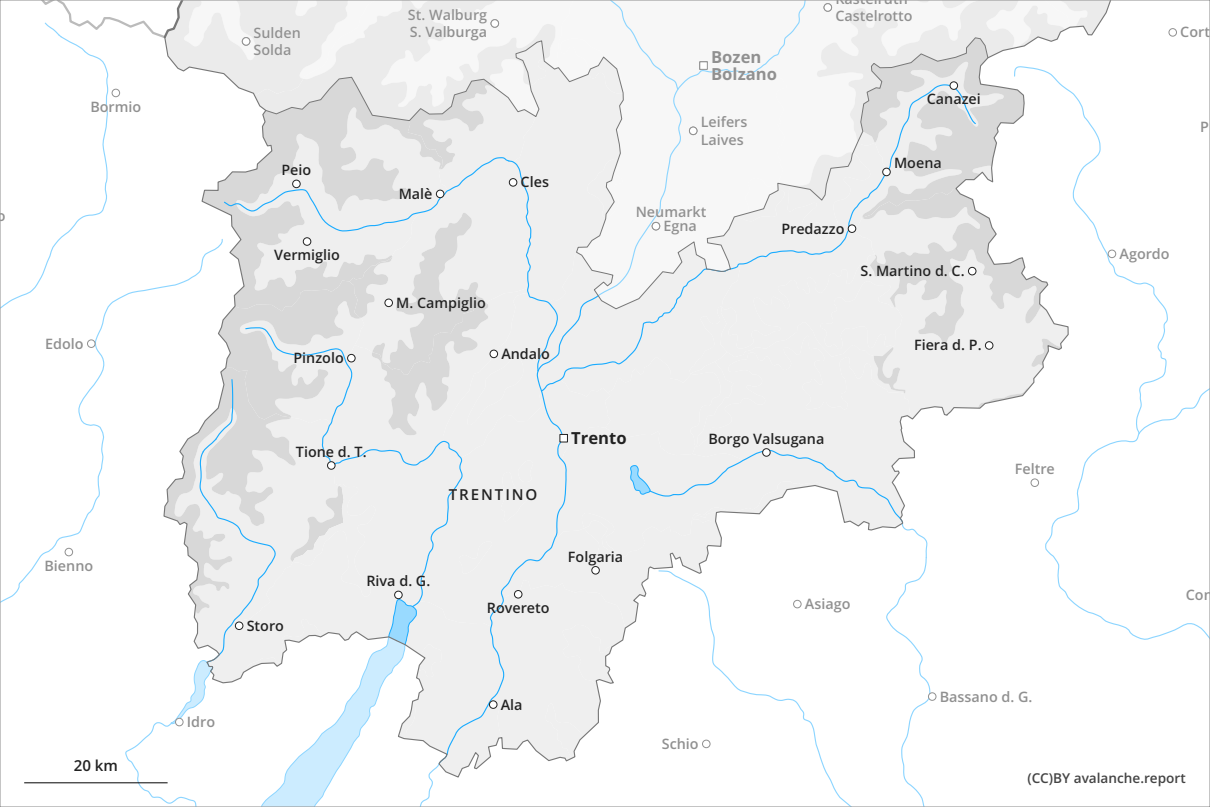 Kastelruth
Castelrotto
St. Walburg
S. Valburga
Sulden
Solda
Cort
Bozen
Bolzano
Bormio
Canazei
Leifers
Laives
P
Moena
Peio
Malè
Cles
Neumarkt
Egna
Predazzo
Vermiglio
Agordo
S. Martino d. C.
M. Campiglio
Edolo
Pinzolo
Andalo
Fiera d. P.
Trento
Borgo Valsugana
Tione d. T.
Feltre
TRENTINO
Bienno
Folgaria
Riva d. G.
Cor
Rovereto
Asiago
Storo
Bassano d. G.
Ala
Idro
Schio
20 km
(CC)BY avalanche.report